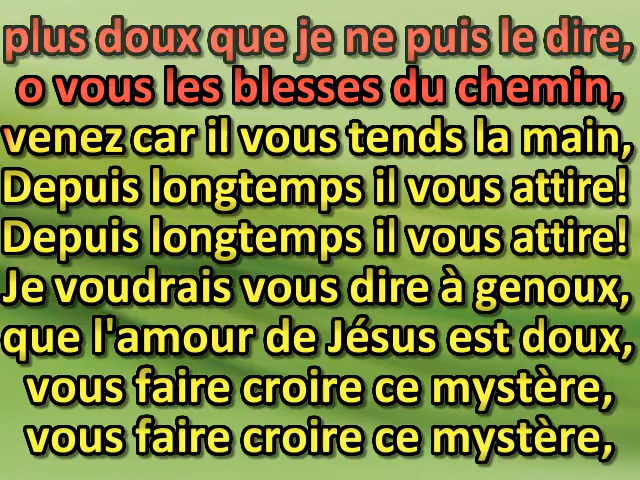 plus doux que je ne puis le dire,
o vous les blesses du chemin,
venez car il vous tends la main,
Depuis longtemps il vous attire!
Depuis longtemps il vous attire!
Je voudrais vous dire à genoux,
que l'amour de Jésus est doux,
vous faire croire ce mystère,
vous faire croire ce mystère,